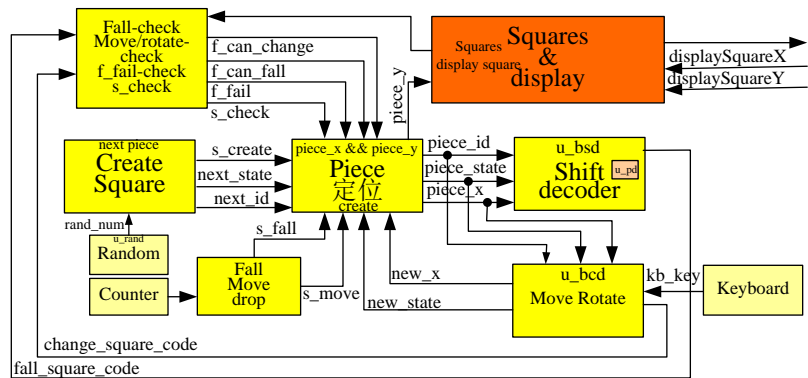 Fall-check
Move/rotate-
check
f_fail-check
s_check
f_can_change
f_can_fall
f_fail
s_check
piece_y
Squares
display square
Squares
&
display
displaySquareX
displaySquareY
next piece
Create
Square
s_create
next_state
next_id
piece_x && piece_y
Piece
定位
create
piece_id
piece_state
piece_x
u_bsd
Shift
decoder
u_pd
rand_num
u_rand
Random
Counter
Fall
Move
drop
s_fall
s_move
new_x
new_state
u_bcd
Move Rotate
kb_key
Keyboard
change_square_code
fall_square_code